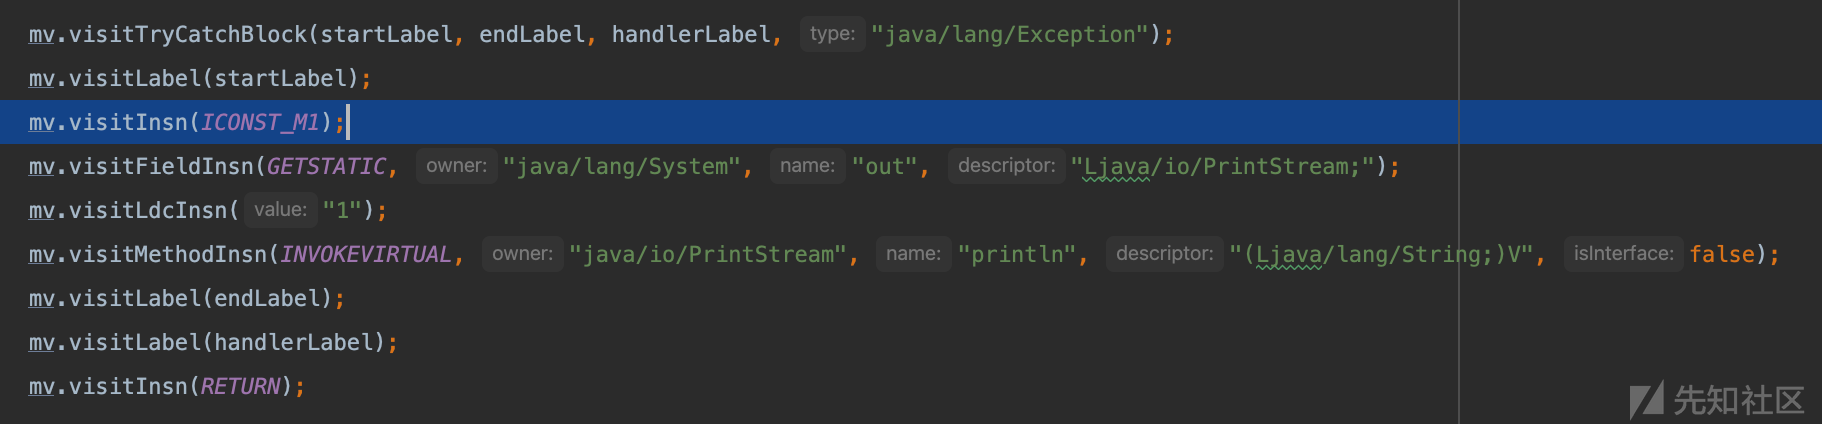 mv.visitTryCatchBlock(startLabel, endLabel, handlerLabel, type: "java/lang/Exception");
mv.visitLabel(startLabel);
mv.visitInsn(ICONST_M1);
mv.visitFieldInsn(GETSTATIC, owner: "java/lang/System", name: "out", descriptor: "Ljava/io/PrintStream;");
mv.visitLdcInsn( value: "1");
mv.visitMethodInsn(INVOKEVIRTUAL, owner: "java/io/PrintStream", name: "println", descriptor: "(Ljava/lang/String;)V", isInterface: false);
mv.visitLabel(endLabel);
mv.visitLabel(handlerLabel);
mv.visitInsn(RETURN);
先知社区